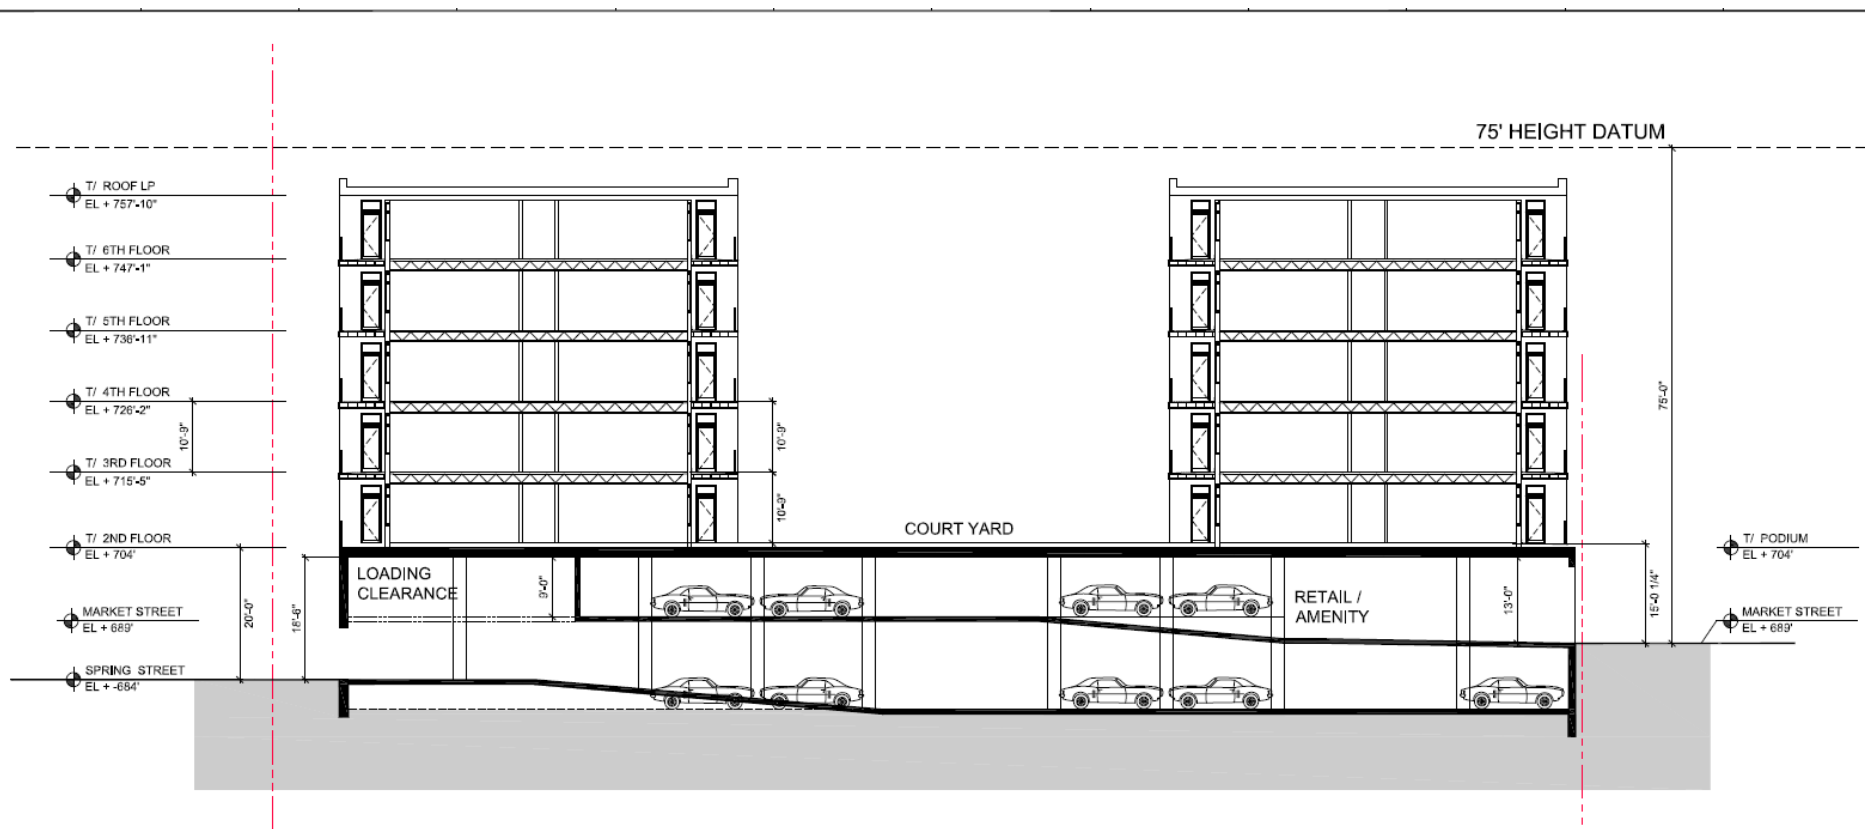 75' HEIGHT DATUM
T/ ROOF LP
EL + 757'-10"
T/ 6TH FLOOR
EL + 747'-1"
T/ 5TH FLOOR
EL + 736'-11"
T/ 4TH FLOOR
EL + 726'-2"
10'-9"
10'-9"
75'-0"
T/ 3RD FLOOR
EL + 715'-5"
10'-9"
COURT YARD
T/ 2ND FLOOR
EL + 704'
T/ PODIUM
EL + 704'
LOADING
CLEARANCE
9'-0"
RETAIL /
AMENITY
13'-0"
15'-0 1/4"
20'-0"
18'-6"
MARKET STREET
EL + 689'
MARKET STREET
EL + 689'
SPRING STREET
EL + -684'